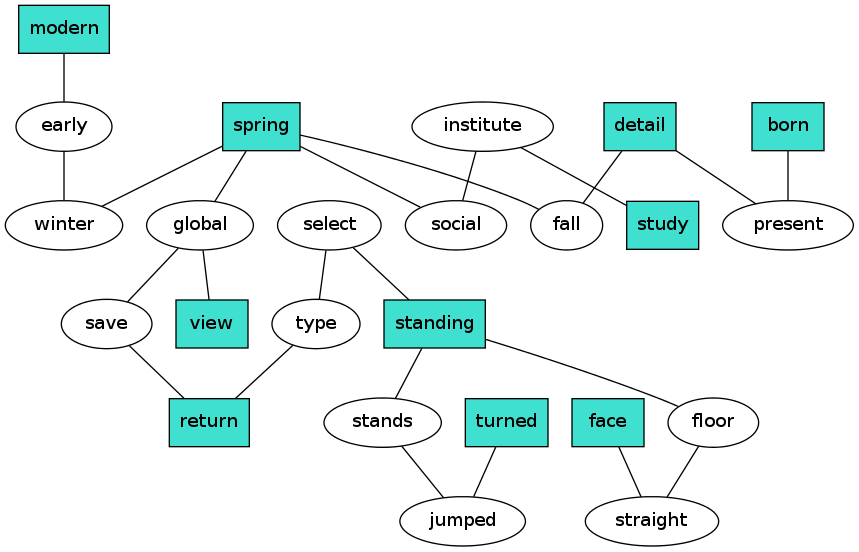 modern
early
spring
institute
detail
born
winter
global
select
social
fall
study
present
save
view
type
standing
return
stands
turned
face
floor
jumped
straight